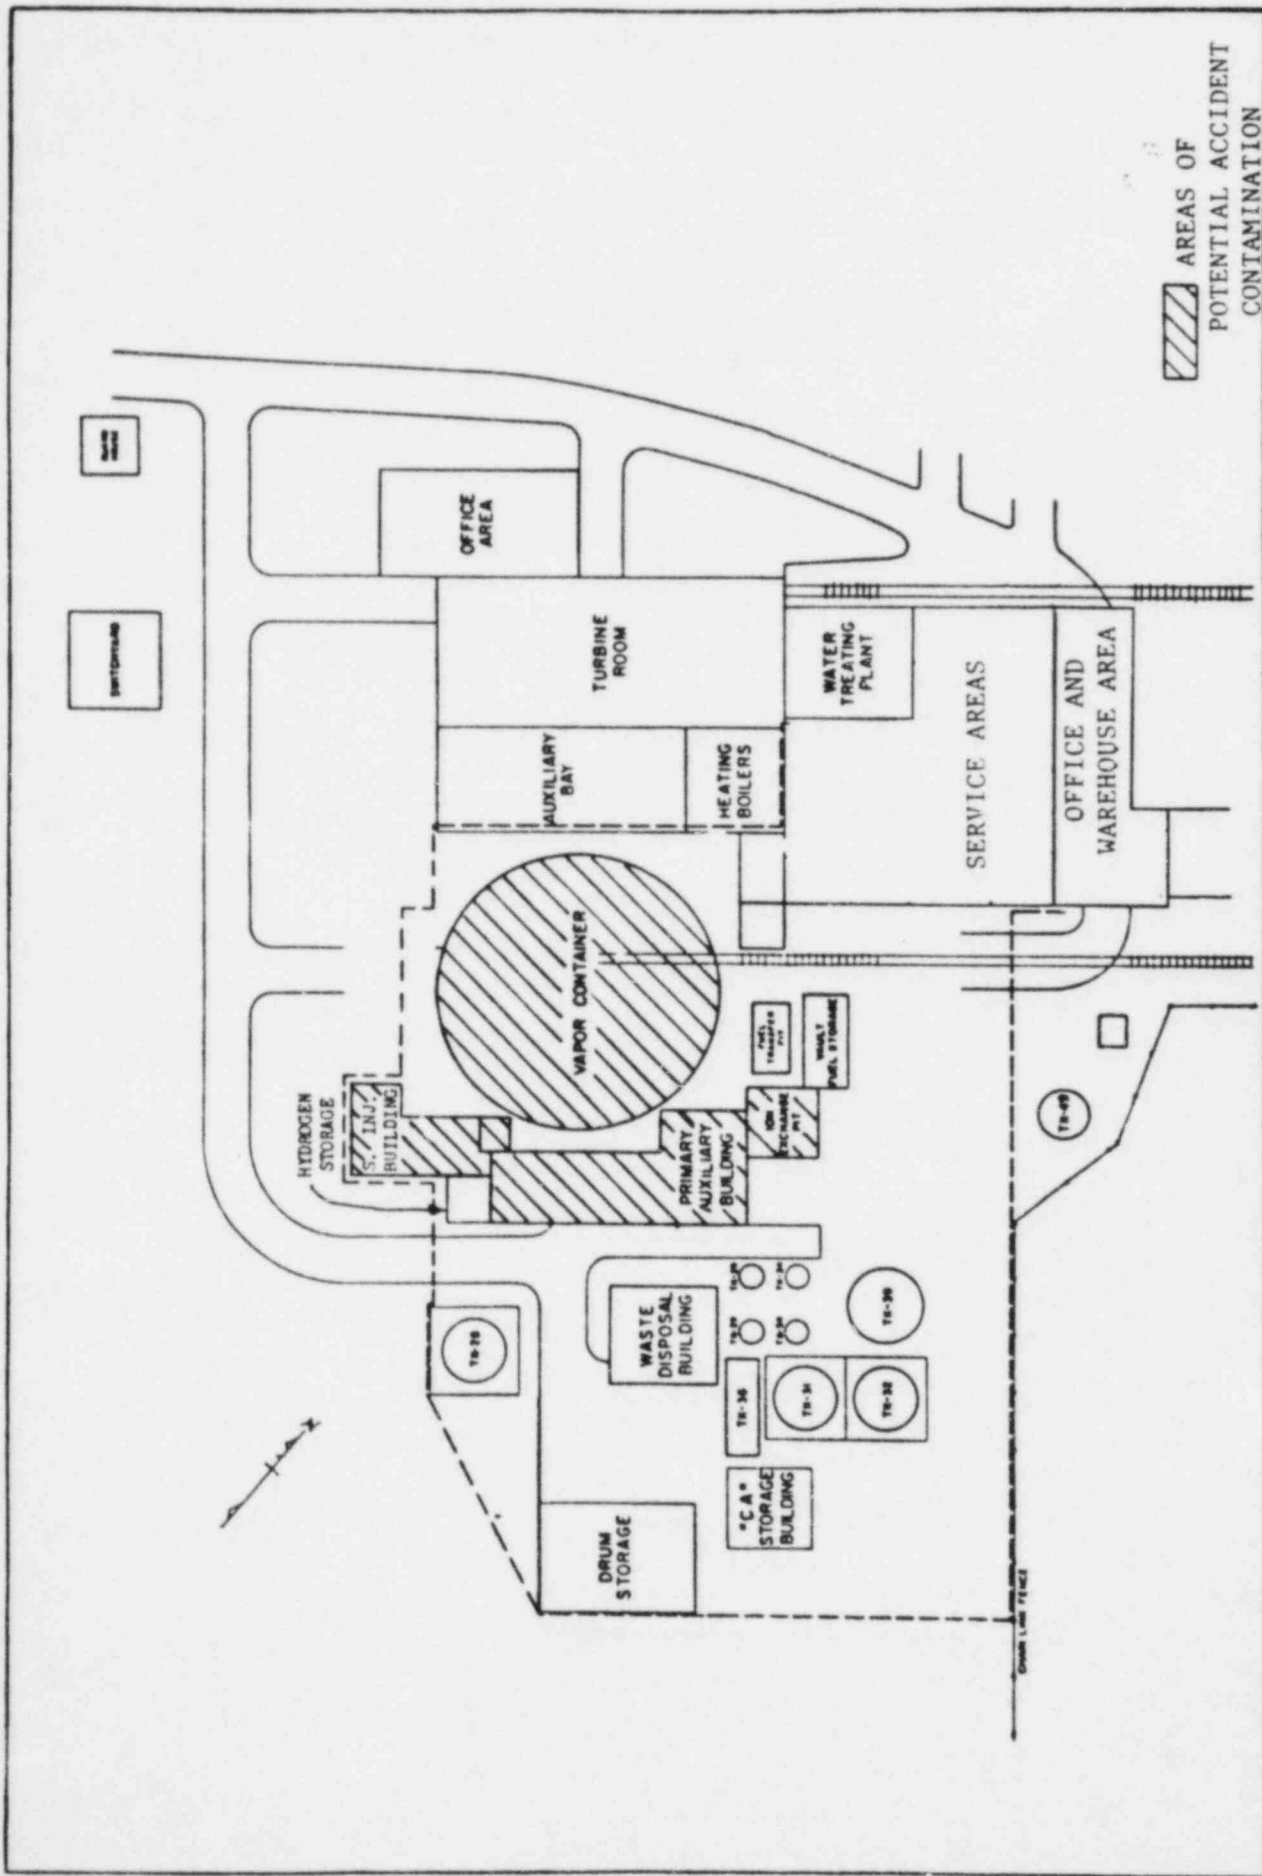 AREAS OF
POTENTIAL ACCIDENT
CONTAMINATION
SWITCHYARD
OFFICE
AREA
TURBINE
ROOM
AUXILIARY
BAY
HEATING
BOILERS
WATER
TREATING
PLANT
SERVICE AREAS
OFFICE AND
WAREHOUSE AREA
VAPOR CONTAINER
HYDROGEN
STORAGE
S. INJ.
BUILDING
PRIMARY
AUXILIARY
BUILDING
ION
EXCHANGE
PIT
FUEL
TRANSFER
PIT
VAULT
FUEL STORAGE
WASTE
DISPOSAL
BUILDING
TK-28
TK-39
TK-36
TK-31
TK-32
"CA"
STORAGE
BUILDING
DRUM
STORAGE
CHAIN LINK FENCE